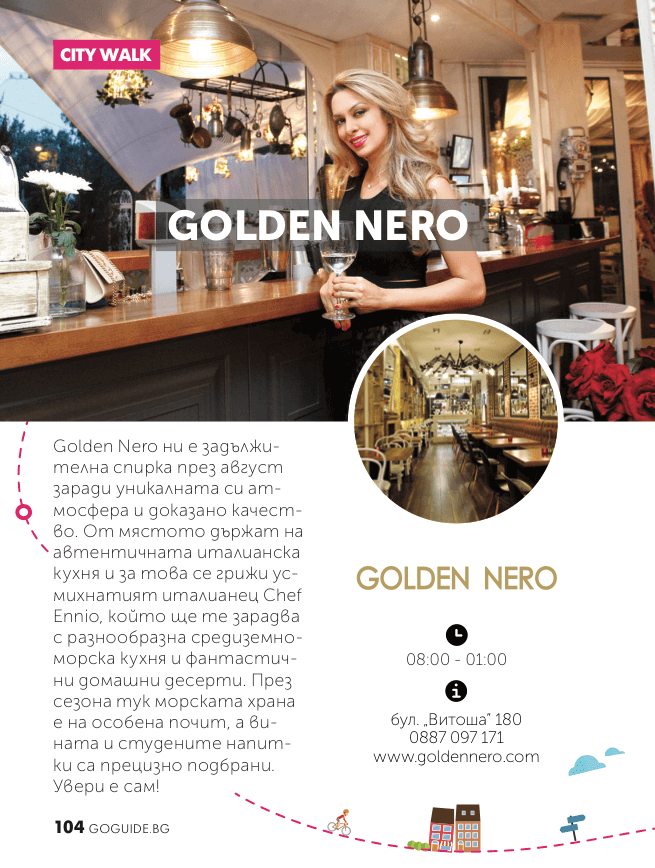 CITY WALK
GOLDEN NERO
Golden Nero ни е задължи-
телна спирка през август
заради уникалната си ат-
мосфера и доказано качест-
во. От мястото държат на
автентичната италианска
кухня и за това се грижи ус-
михнатият италианец Chef
Ennio, който ще те зарадва
с разнообразна средиземно-
морска кухня и фантастич-
ни домашни десерти. През
сезона тук морската храна
е на особена почит, а ви-
ната и студените напит-
ки са прецизно подбрани.
Увери е сам!
GOLDEN NERO
08:00 - 01:00
бул. „Витоша” 180
0887 097 171
www.goldennero.com
104 GOGUIDE.BG